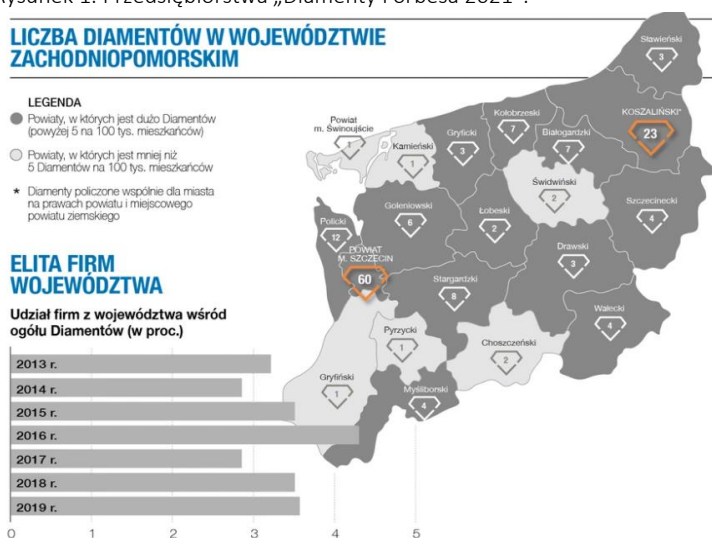 Rysunek 1. Przedsiębiorstwa „Diamenty Forbesa 2021”.
LICZBA DIAMENTÓW W WOJEWÓDZTWIE
ZACHODNIOPOMORSKIM
LEGENDA
Powiaty, w których jest dużo Diamentów
(powyżej 5 na 100 tys. mieszkańców)
Powiaty, w których jest mniej niż
5 Diamentów na 100 tys. mieszkańców
* Diamenty policzone wspólnie dla miasta
na prawach powiatu i miejscowego
powiatu ziemskiego
Sławieński
3
KOSZALIŃSKI*
23
Kołobrzeski
7
Białogardzki
7
Powiat
m. Świnoujście
1
Kamieński
1
Gryficki
3
Świdwiński
2
Szczecinecki
4
Goleniowski
6
Łobeski
2
Policki
12
POWIAT
M. SZCZECIN
60
Drawski
3
Stargardzki
8
Wałecki
4
Pyrzycki
1
Choszczeński
2
Gryfiński
1
Myśliborski
4
ELITA FIRM
WOJEWÓDZTWA
Udział firm z województwa wśród
ogółu Diamentów (w proc.)
2013 r.
2014 r.
2015 r.
2016 r.
2017 r.
2018 r.
2019 r.
0 1 2 3 4 5